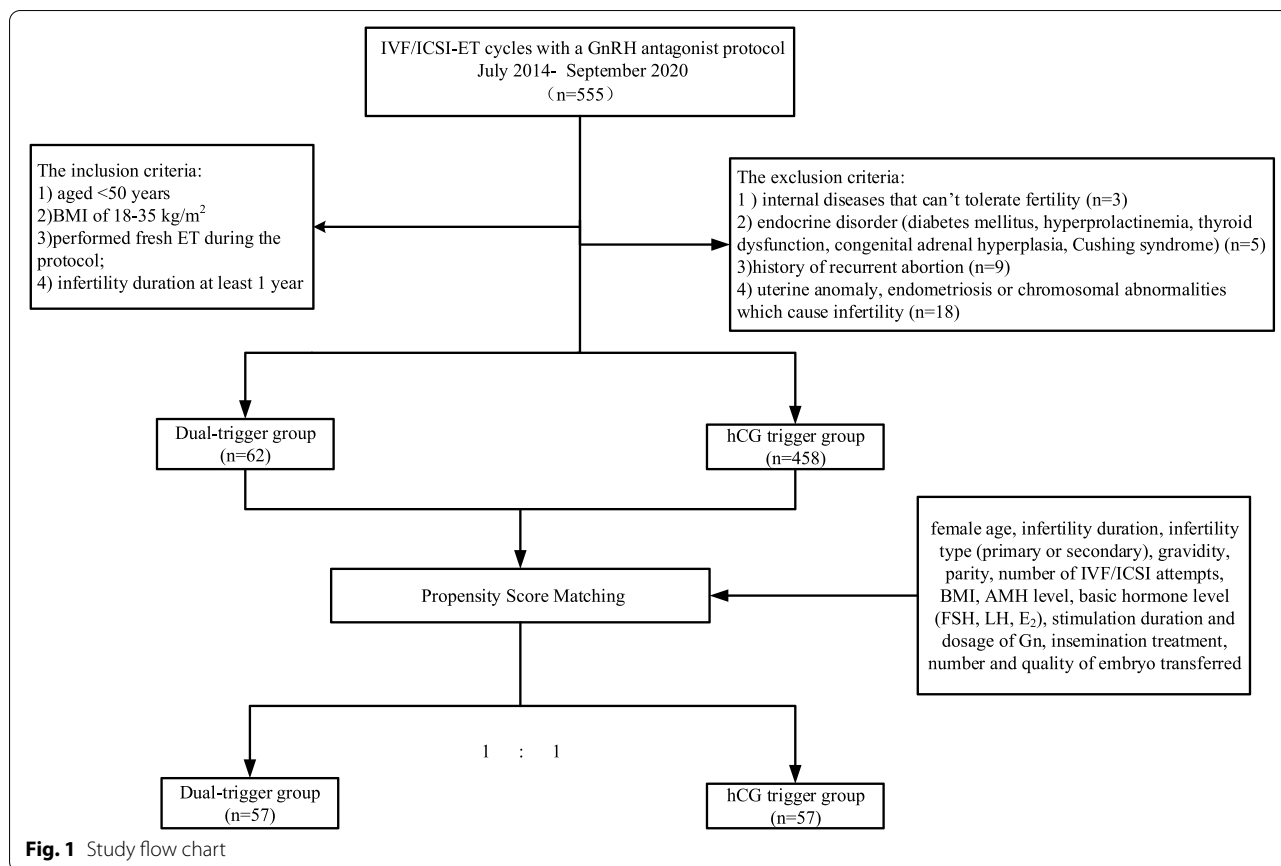 IVF/ICSI-ET cycles with a GnRH antagonist protocol
July 2014- September 2020
（n=555）
The inclusion criteria:
1) aged <50 years
2)BMI of 18-35 kg/m²
3)performed fresh ET during the
protocol;
4) infertility duration at least 1 year
The exclusion criteria:
1 ) internal diseases that can’t tolerate fertility (n=3)
2) endocrine disorder (diabetes mellitus, hyperprolactinemia, thyroid
dysfunction, congenital adrenal hyperplasia, Cushing syndrome) (n=5)
3)history of recurrent abortion (n=9)
4) uterine anomaly, endometriosis or chromosomal abnormalities
which cause infertility (n=18)
Dual-trigger group
(n=62)
hCG trigger group
(n=458)
Propensity Score Matching
female age, infertility duration, infertility
type (primary or secondary), gravidity,
parity, number of IVF/ICSI attempts,
BMI, AMH level, basic hormone level
(FSH, LH, E₂), stimulation duration and
dosage of Gn, insemination treatment,
number and quality of embryo transferred
1 : 1
Dual-trigger group
(n=57)
hCG trigger group
(n=57)
Fig. 1 Study flow chart